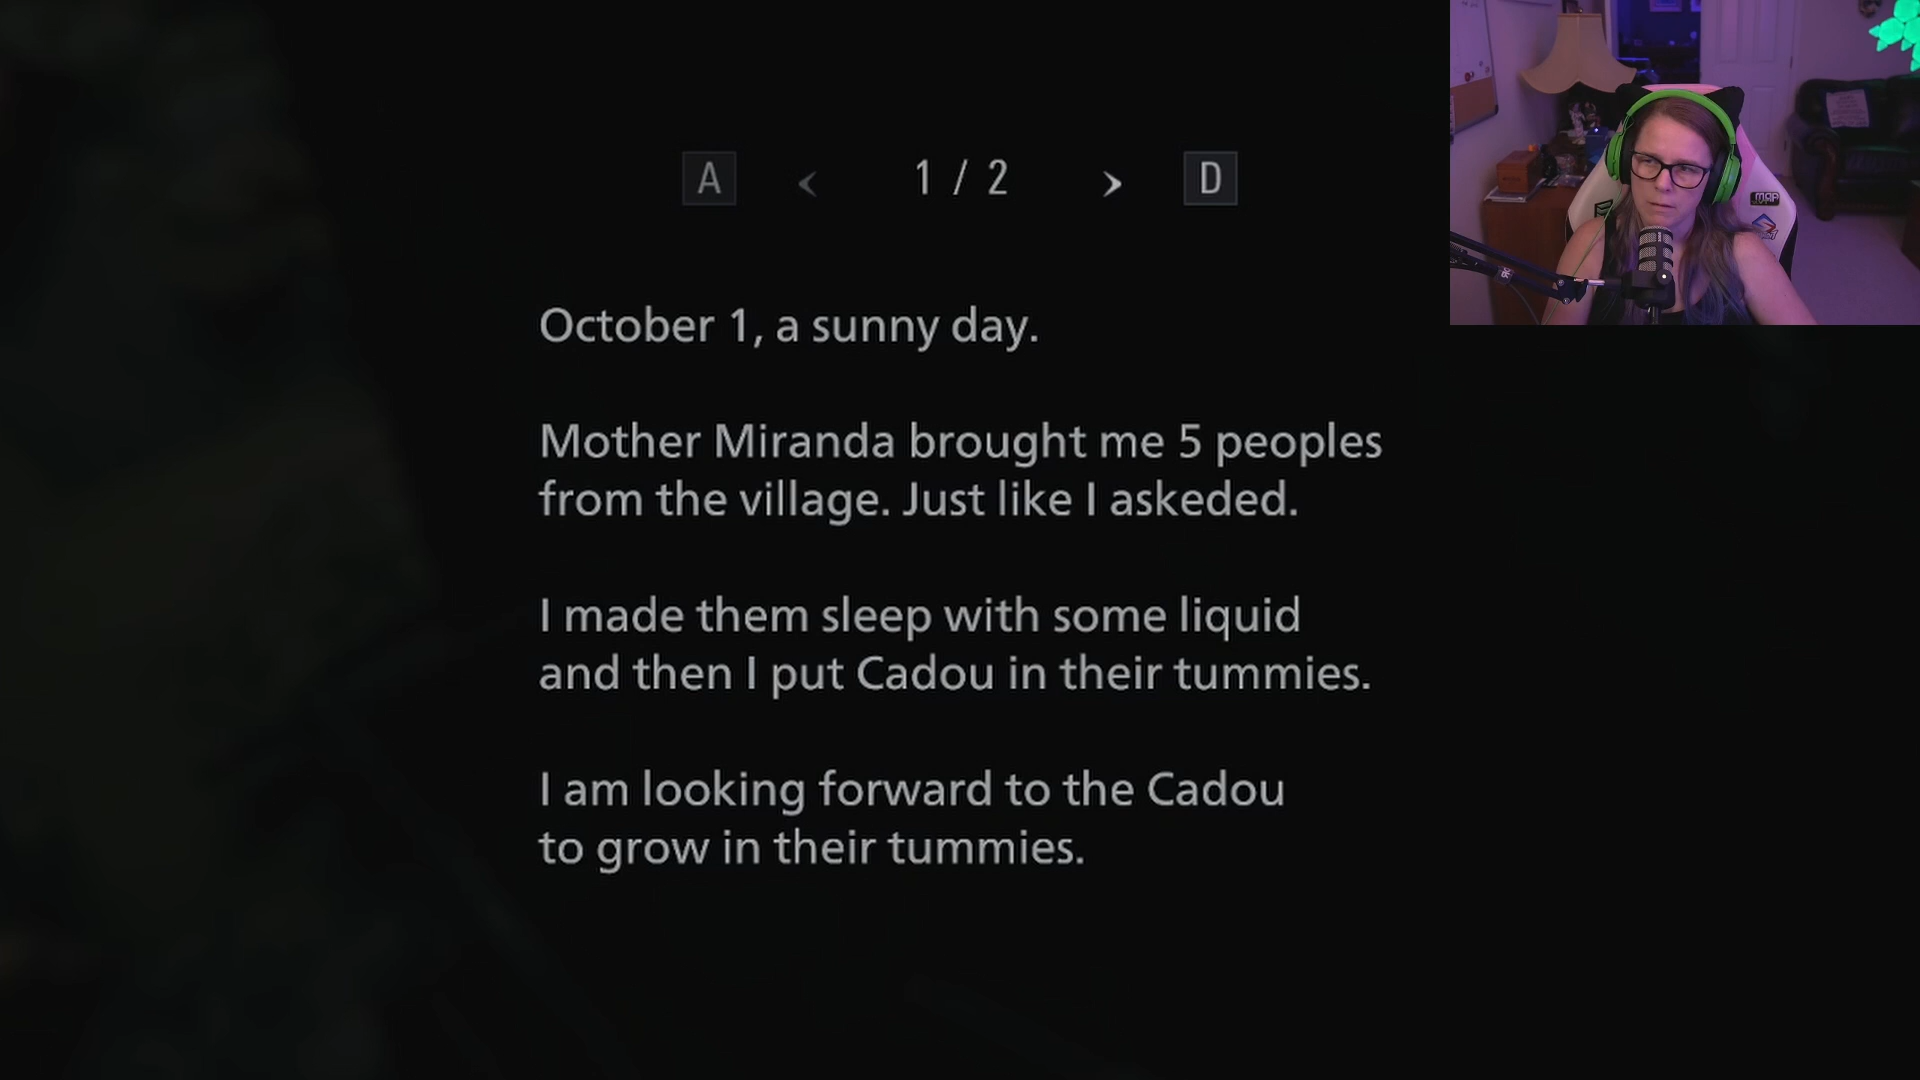 A < 1 / 2 > D
October 1, a sunny day.
Mother Miranda brought me 5 peoples
from the village. Just like I askeded.
I made them sleep with some liquid
and then I put Cadou in their tummies.
I am looking forward to the Cadou
to grow in their tummies.